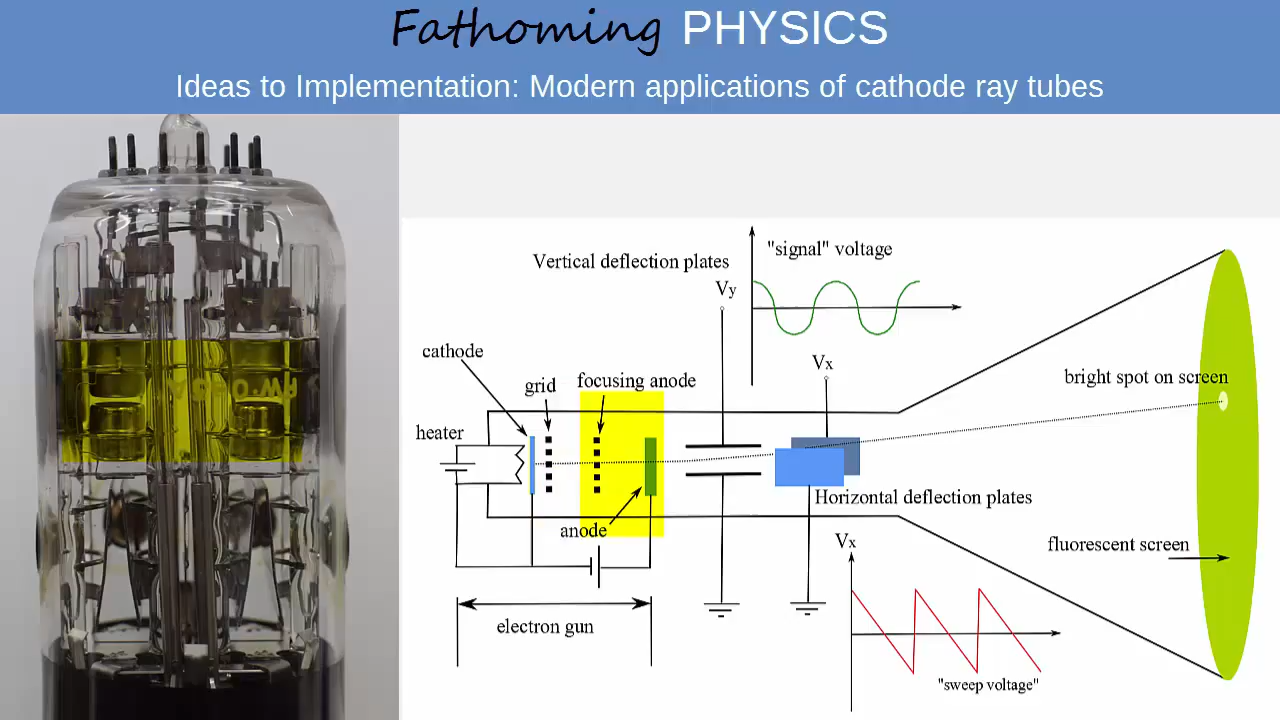 Fathoming PHYSICS
Ideas to Implementation: Modern applications of cathode ray tubes
"signal" voltage
Vertical deflection plates
Vy
cathode
Vx
grid
focusing anode
bright spot on screen
heater
Horizontal deflection plates
anode
Vx
fluorescent screen
electron gun
"sweep voltage"